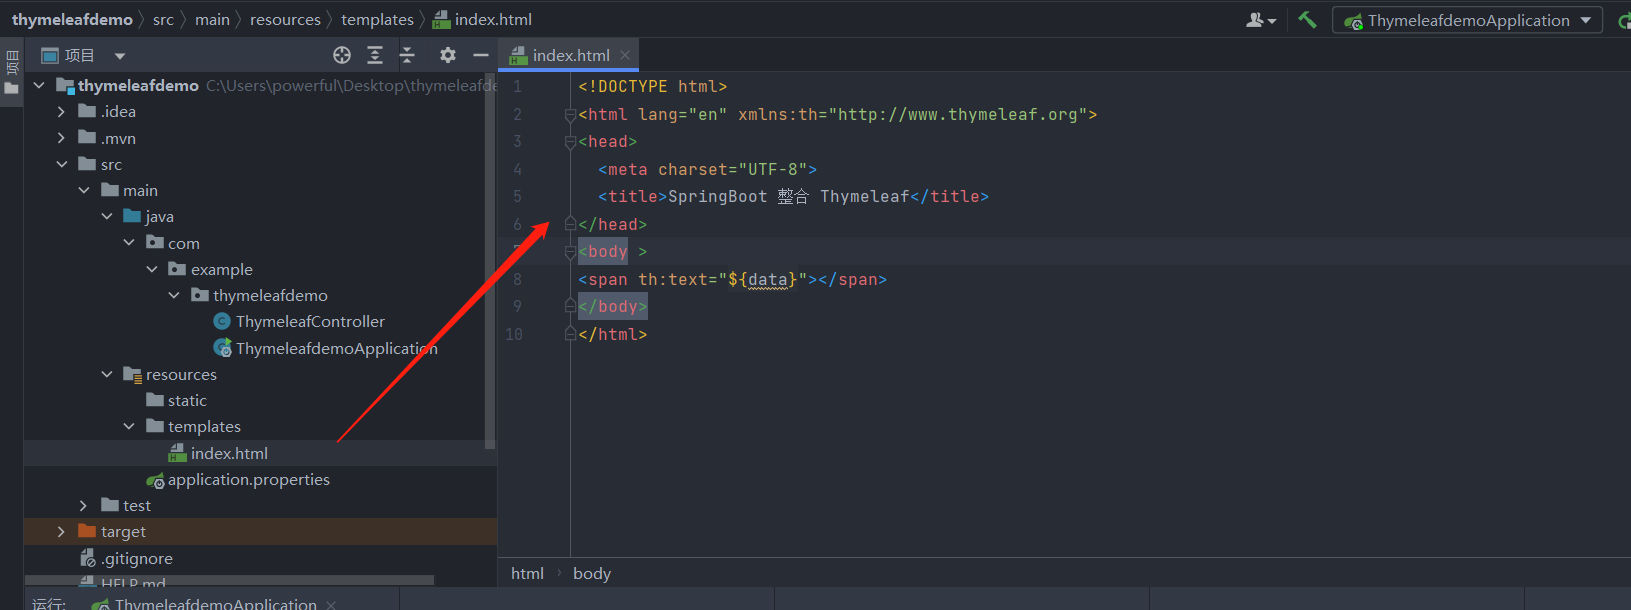 thymeleafdemo src main resources templates index.html
ThymeleafdemoApplication
项目
项目
index.html
thymeleafdemo C:\Users\powerful\Desktop\thymeleafde
.idea
.mvn
src
main
java
com
example
thymeleafdemo
ThymeleafController
ThymeleafdemoApplication
resources
static
templates
index.html
application.properties
test
target
.gitignore
HELP.md
1 <!DOCTYPE html>
2 <html lang="en" xmlns:th="http://www.thymeleaf.org">
3 <head>
4 <meta charset="UTF-8">
5 <title>SpringBoot 整合 Thymeleaf</title>
6 </head>
7 <body >
8 <span th:text="${data}"></span>
9 </body>
10 </html>
html body
运行: ThymeleafdemoApplication